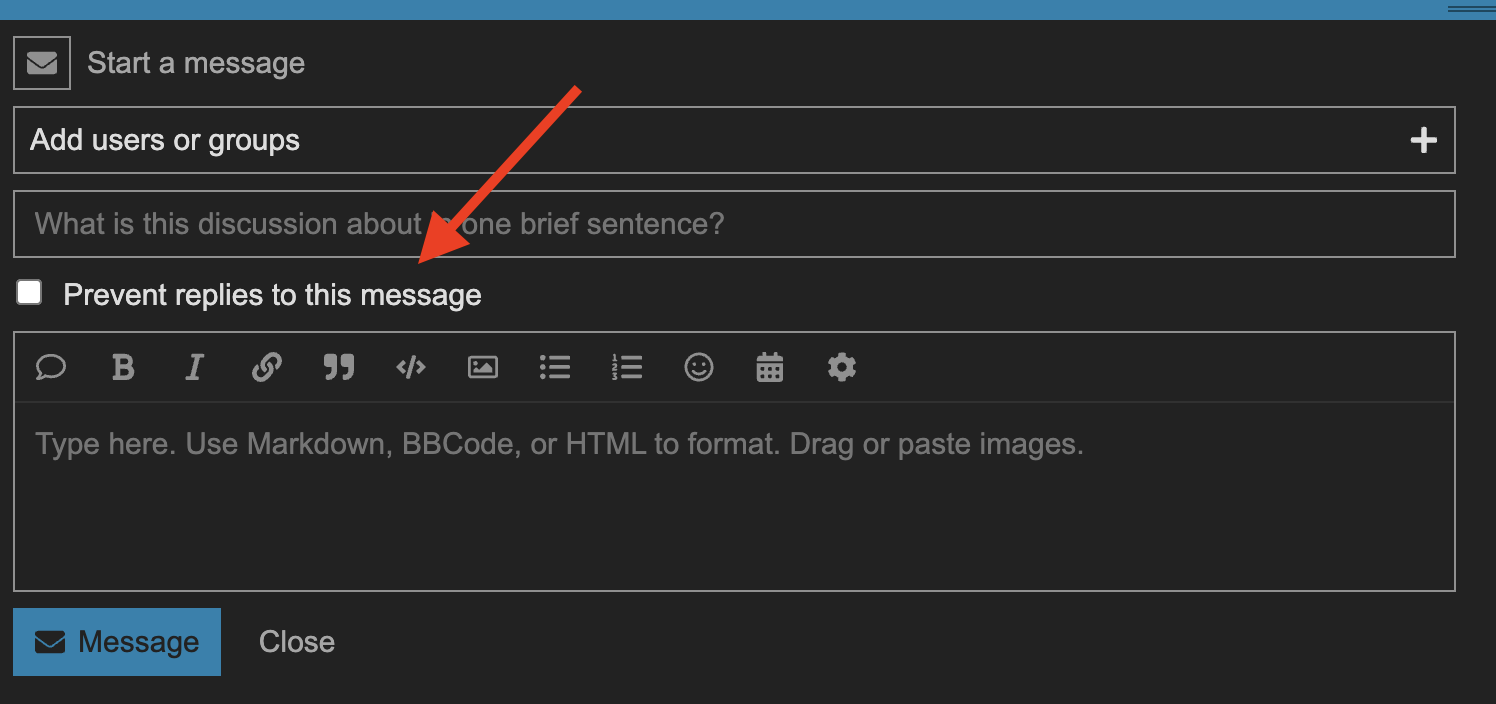 Start a message
Add users or groups
What is this discussion about one brief sentence?
Prevent replies to this message
Type here. Use Markdown, BBCode, or HTML to format. Drag or paste images.
Message Close